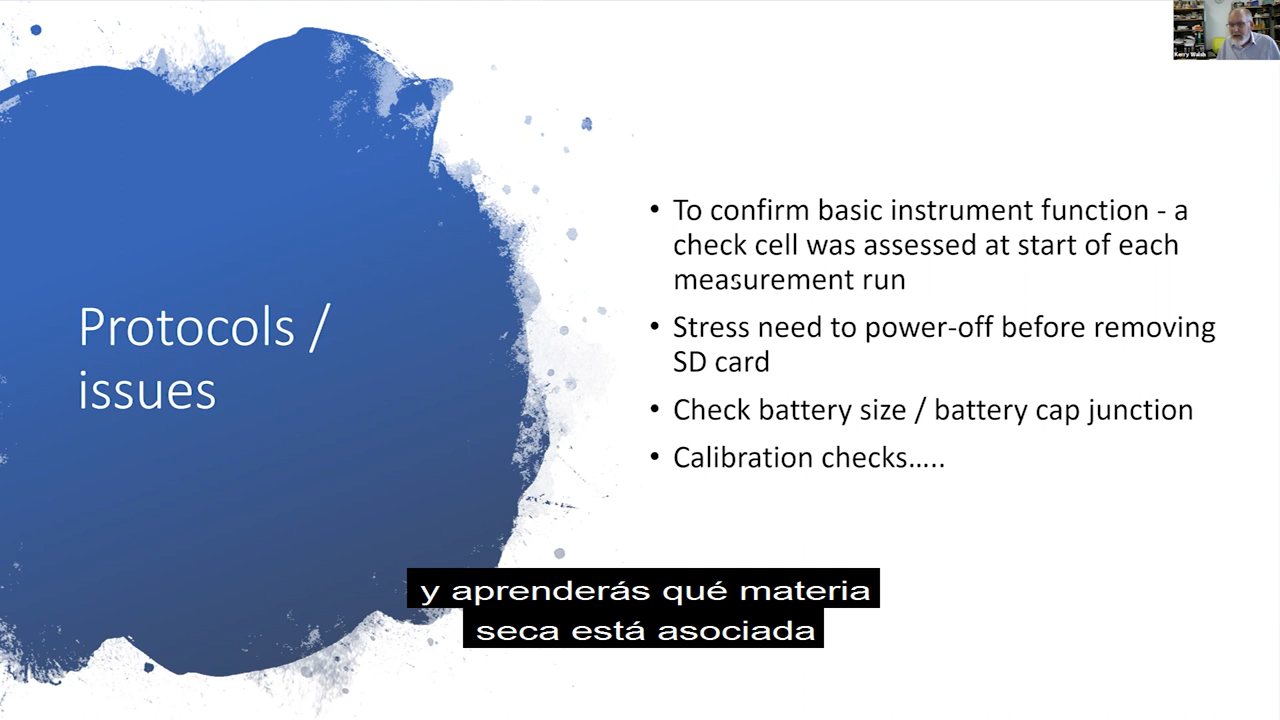 Kerry Walsh
Protocols /
issues
• To confirm basic instrument function - a
check cell was assessed at start of each
measurement run
• Stress need to power-off before removing
SD card
• Check battery size / battery cap junction
• Calibration checks.....
y aprenderás qué materia
seca está asociada